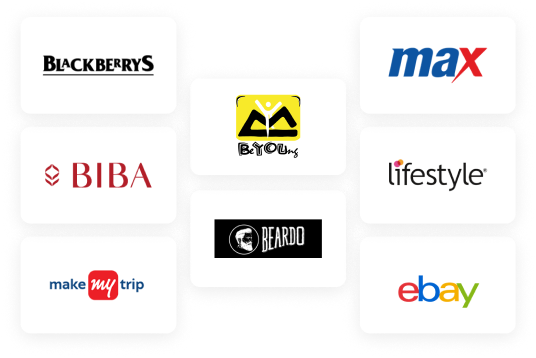 BLACKBERRYS
BIBA
make my trip
BeYOUng
BEARDO
max
lifestyle®
ebay